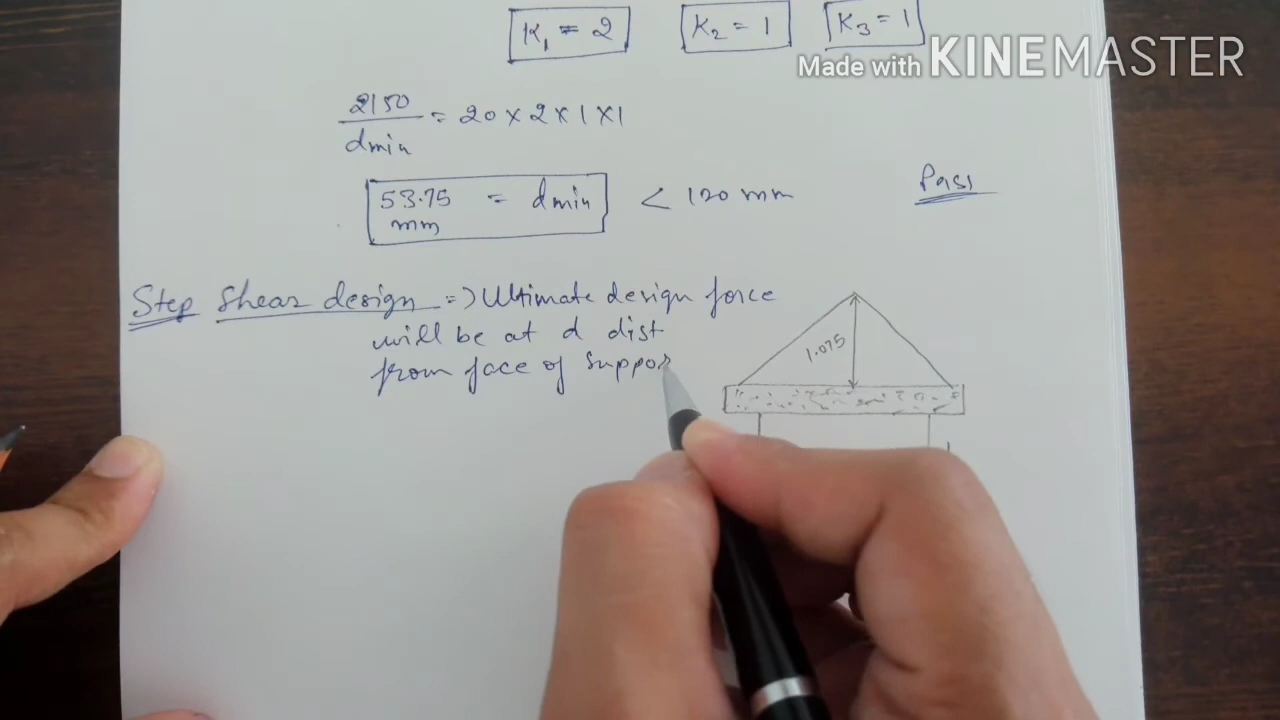 K₁ = 2 K₂ = 1 K₃ = 1
Made with KINEMASTER
2150 / dmin = 20 × 2 × 1 × 1
53.75 mm = dmin < 120 mm Pass
Step Shear design => Ultimate design force
will be at d dist
from face of suppor
1.075